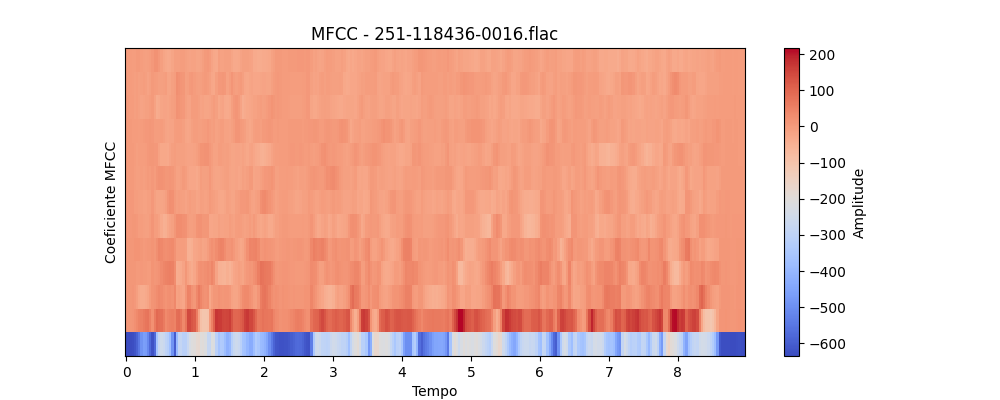 MFCC - 251-118436-0016.flac
Coeficiente MFCC
0 1 2 3 4 5 6 7 8
Tempo
200
100
0
−100
−200
−300
−400
−500
−600
Amplitude